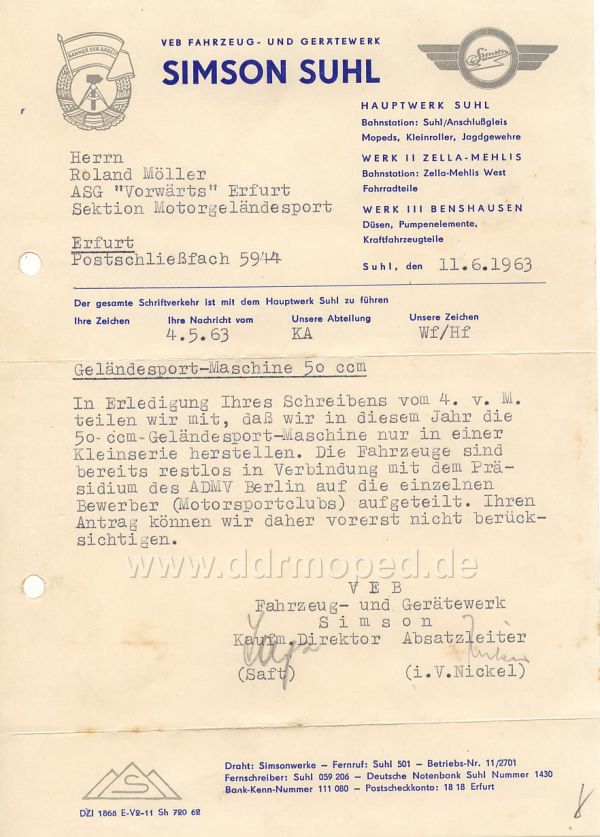 BANNER DER ARBEIT
VEB FAHRZEUG- UND GERÄTEWERK
SIMSON SUHL
Simson
HAUPTWERK SUHL
Bahnstation: Suhl/Anschlußgleis
Mopeds, Kleinroller, Jagdgewehre
WERK II ZELLA-MEHLIS
Bahnstation: Zella-Mehlis West
Fahrradteile
WERK III BENSHAUSEN
Düsen, Pumpenelemente,
Kraftfahrzeugteile
Herrn
Roland Möller
ASG "Vorwärts" Erfurt
Sektion Motorgeländesport
Erfurt
Postschließfach 5944
Suhl, den 11.6.1963
Der gesamte Schriftverkehr ist mit dem Hauptwerk Suhl zu führen
Ihre Zeichen Ihre Nachricht vom Unsere Abteilung Unsere Zeichen
4.5.63 KA Wf/Hf
Geländesport-Maschine 50 ccm
In Erledigung Ihres Schreibens vom 4. v. M.
teilen wir mit, daß wir in diesem Jahr die
50-ccm-Geländesport-Maschine nur in einer
Kleinserie herstellen. Die Fahrzeuge sind
bereits restlos in Verbindung mit dem Prä-
sidium des ADMV Berlin auf die einzelnen
Bewerber (Motorsportclubs) aufgeteilt. Ihren
Antrag können wir daher vorerst nicht berück-
sichtigen.
www.ddrmoped.de
V E B
Fahrzeug- und Gerätewerk
S i m s o n
Kaufm.Direktor Absatzleiter
(Saft) (i.V.Nickel)
Draht: Simsonwerke – Fernruf: Suhl 501 – Betriebs-Nr. 11/2701
Fernschreiber: Suhl 059 206 – Deutsche Notenbank Suhl Nummer 1430
Bank-Kenn-Nummer 111 080 – Postscheckkonto: 18 18 Erfurt
DZI 1868 E-V2-11 Sh 720 62